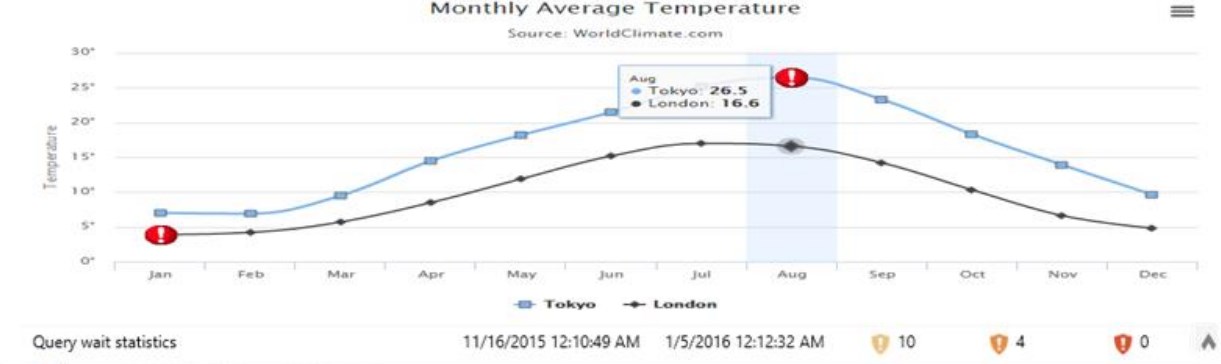 Monthly Average Temperature
Source: WorldClimate.com
Temperature
30°
25°
20°
15°
10°
5°
0°
Aug
Tokyo: 26.5
London: 16.6
Jan Feb Mar Apr May Jun Jul Aug Sep Oct Nov Dec
Tokyo London
Query wait statistics 11/16/2015 12:10:49 AM 1/5/2016 12:12:32 AM 10 4 0